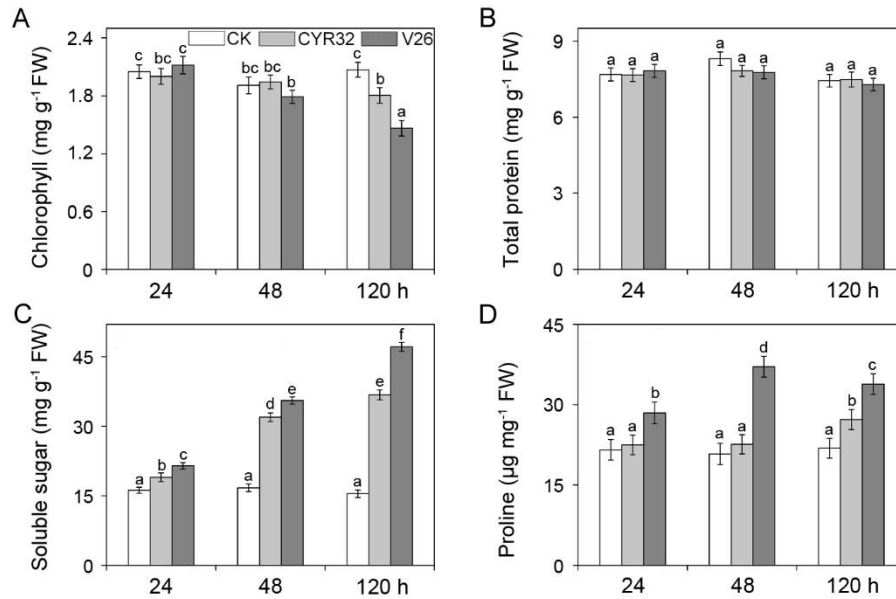 A
Chlorophyll (mg g⁻¹ FW)
2.4
1.8
1.2
0.6
0
CK CYR32 V26
c bc c
bc bc b
c b a
24 48 120 h
B
Total protein (mg g⁻¹ FW)
9
6
3
0
a a a
a a a
a a a
24 48 120 h
C
Soluble sugar (mg g⁻¹ FW)
45
30
15
0
a b c
a d e
a e f
24 48 120 h
D
Proline (µg mg⁻¹ FW)
45
30
15
0
a a b
a a d
a b c
24 48 120 h